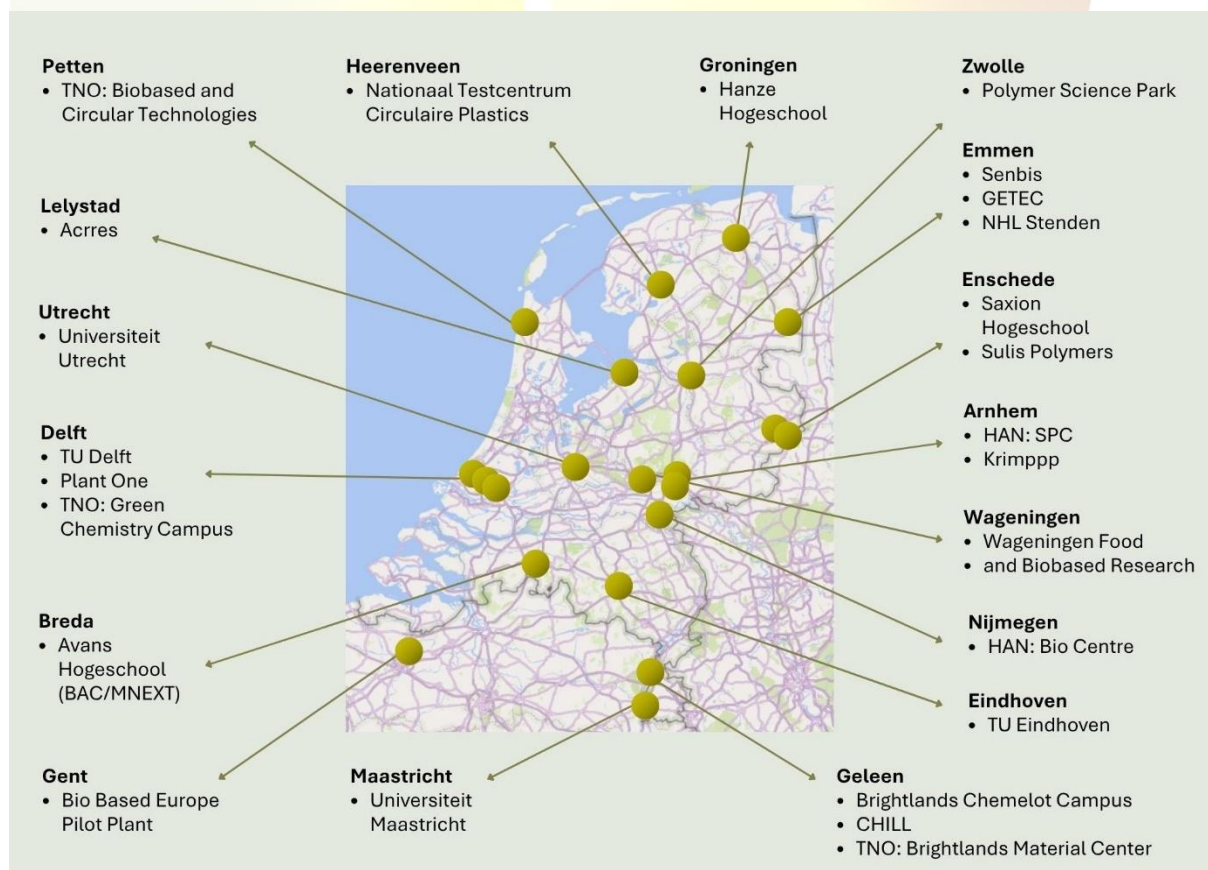 Petten
• TNO: Biobased and
Circular Technologies
Heerenveen
• Nationaal Testcentrum
Circulaire Plastics
Groningen
• Hanze
Hogeschool
Zwolle
• Polymer Science Park
Emmen
• Senbis
• GETEC
• NHL Stenden
Lelystad
• Acrres
Enschede
• Saxion
Hogeschool
• Sulis Polymers
Utrecht
• Universiteit
Utrecht
Arnhem
• HAN: SPC
• Krimppp
Delft
• TU Delft
• Plant One
• TNO: Green
Chemistry Campus
Wageningen
• Wageningen Food
• and Biobased Research
Breda
• Avans
Hogeschool
(BAC/MNEXT)
Nijmegen
• HAN: Bio Centre
Eindhoven
• TU Eindhoven
Gent
• Bio Based Europe
Pilot Plant
Maastricht
• Universiteit
Maastricht
Geleen
• Brightlands Chemelot Campus
• CHILL
• TNO: Brightlands Material Center